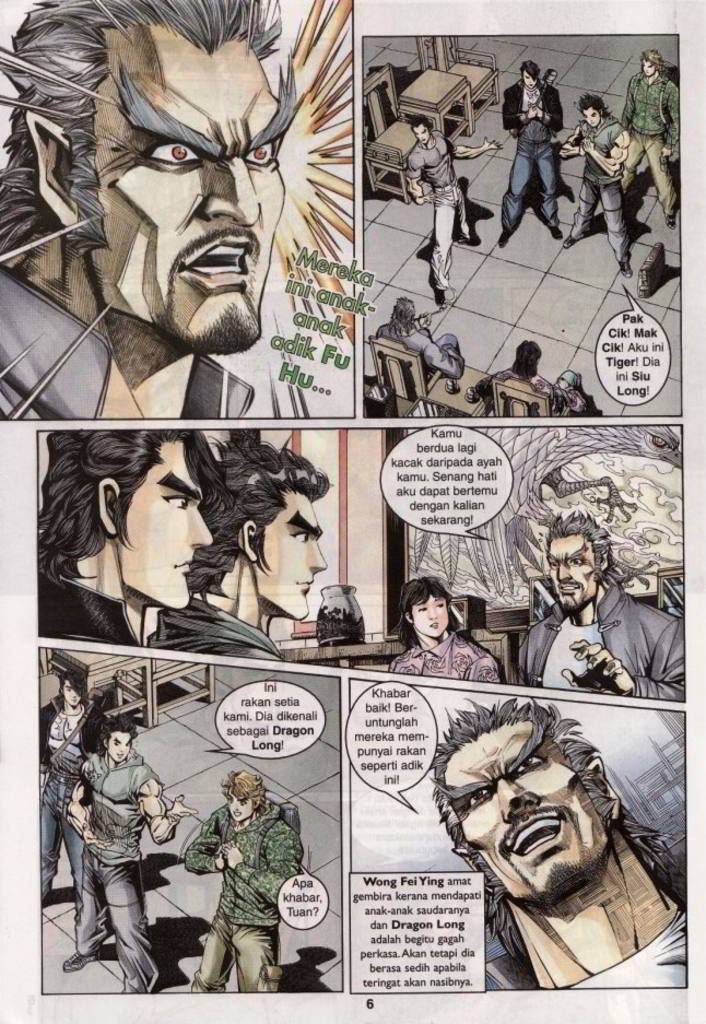 Mereka
ini anak-
anak
adik Fu
Hu...
Pak
Cik! Mak
Cik! Aku ini
Tiger! Dia
ini Siu
Long!
Kamu
berdua lagi
kacak daripada ayah
kamu. Senang hati
aku dapat bertemu
dengan kalian
sekarang!
Ini
rakan setia
kami. Dia dikenali
sebagai Dragon
Long!
Apa
khabar,
Tuan?
Khabar
baik! Ber-
untunglah
mereka mem-
punyai rakan
seperti adik
ini!
Wong Fei Ying amat
gembira kerana mendapati
anak-anak saudaranya
dan Dragon Long
adalah begitu gagah
perkasa. Akan tetapi dia
berasa sedih apabila
teringat akan nasibnya.
6